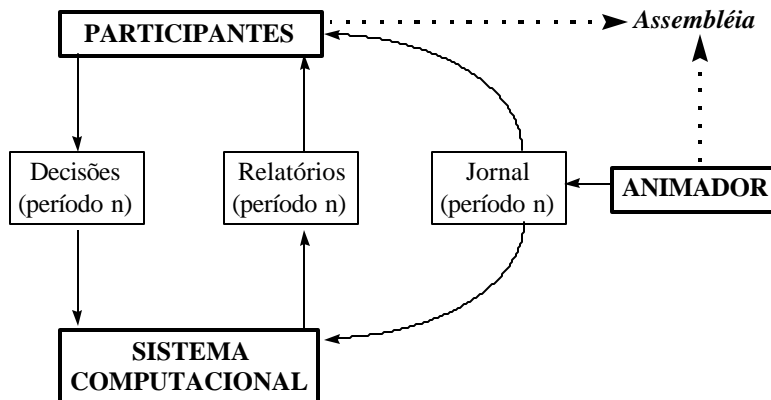 PARTICIPANTES
Assembléia
Decisões
(período n)
Relatórios
(período n)
Jornal
(período n)
ANIMADOR
SISTEMA
COMPUTACIONAL